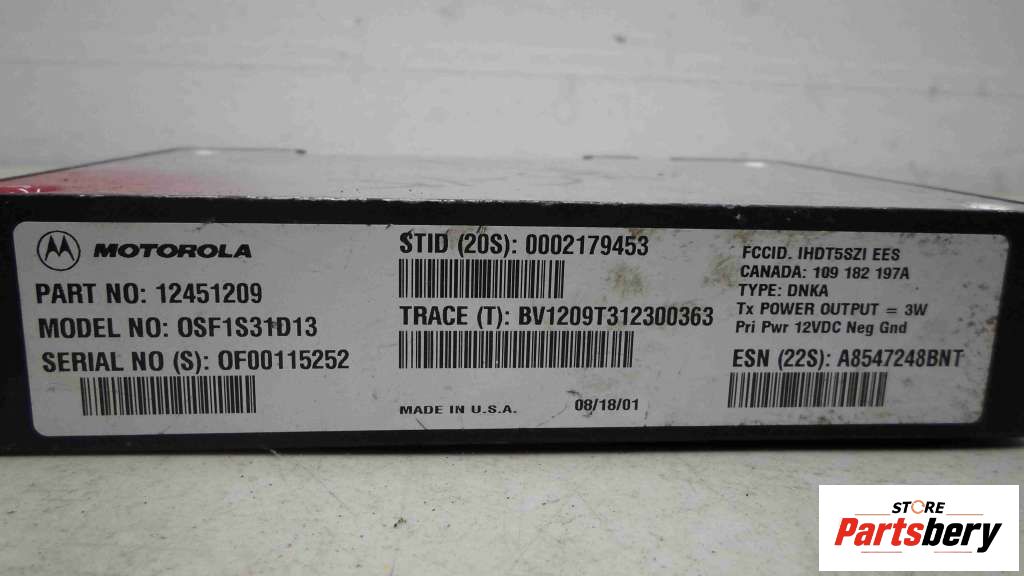 MOTOROLA
PART NO: 12451209
MODEL NO: OSF1S31D13
SERIAL NO (S): OF00115252
STID (20S): 0002179453
TRACE (T): BV1209T312300363
MADE IN U.S.A. 08/18/01
FCCID. IHDT5SZI EES
CANADA: 109 182 197A
TYPE: DNKA
Tx POWER OUTPUT = 3W
Pri Pwr 12VDC Neg Gnd
ESN (22S): A8547248BNT
STORE
Partsbery